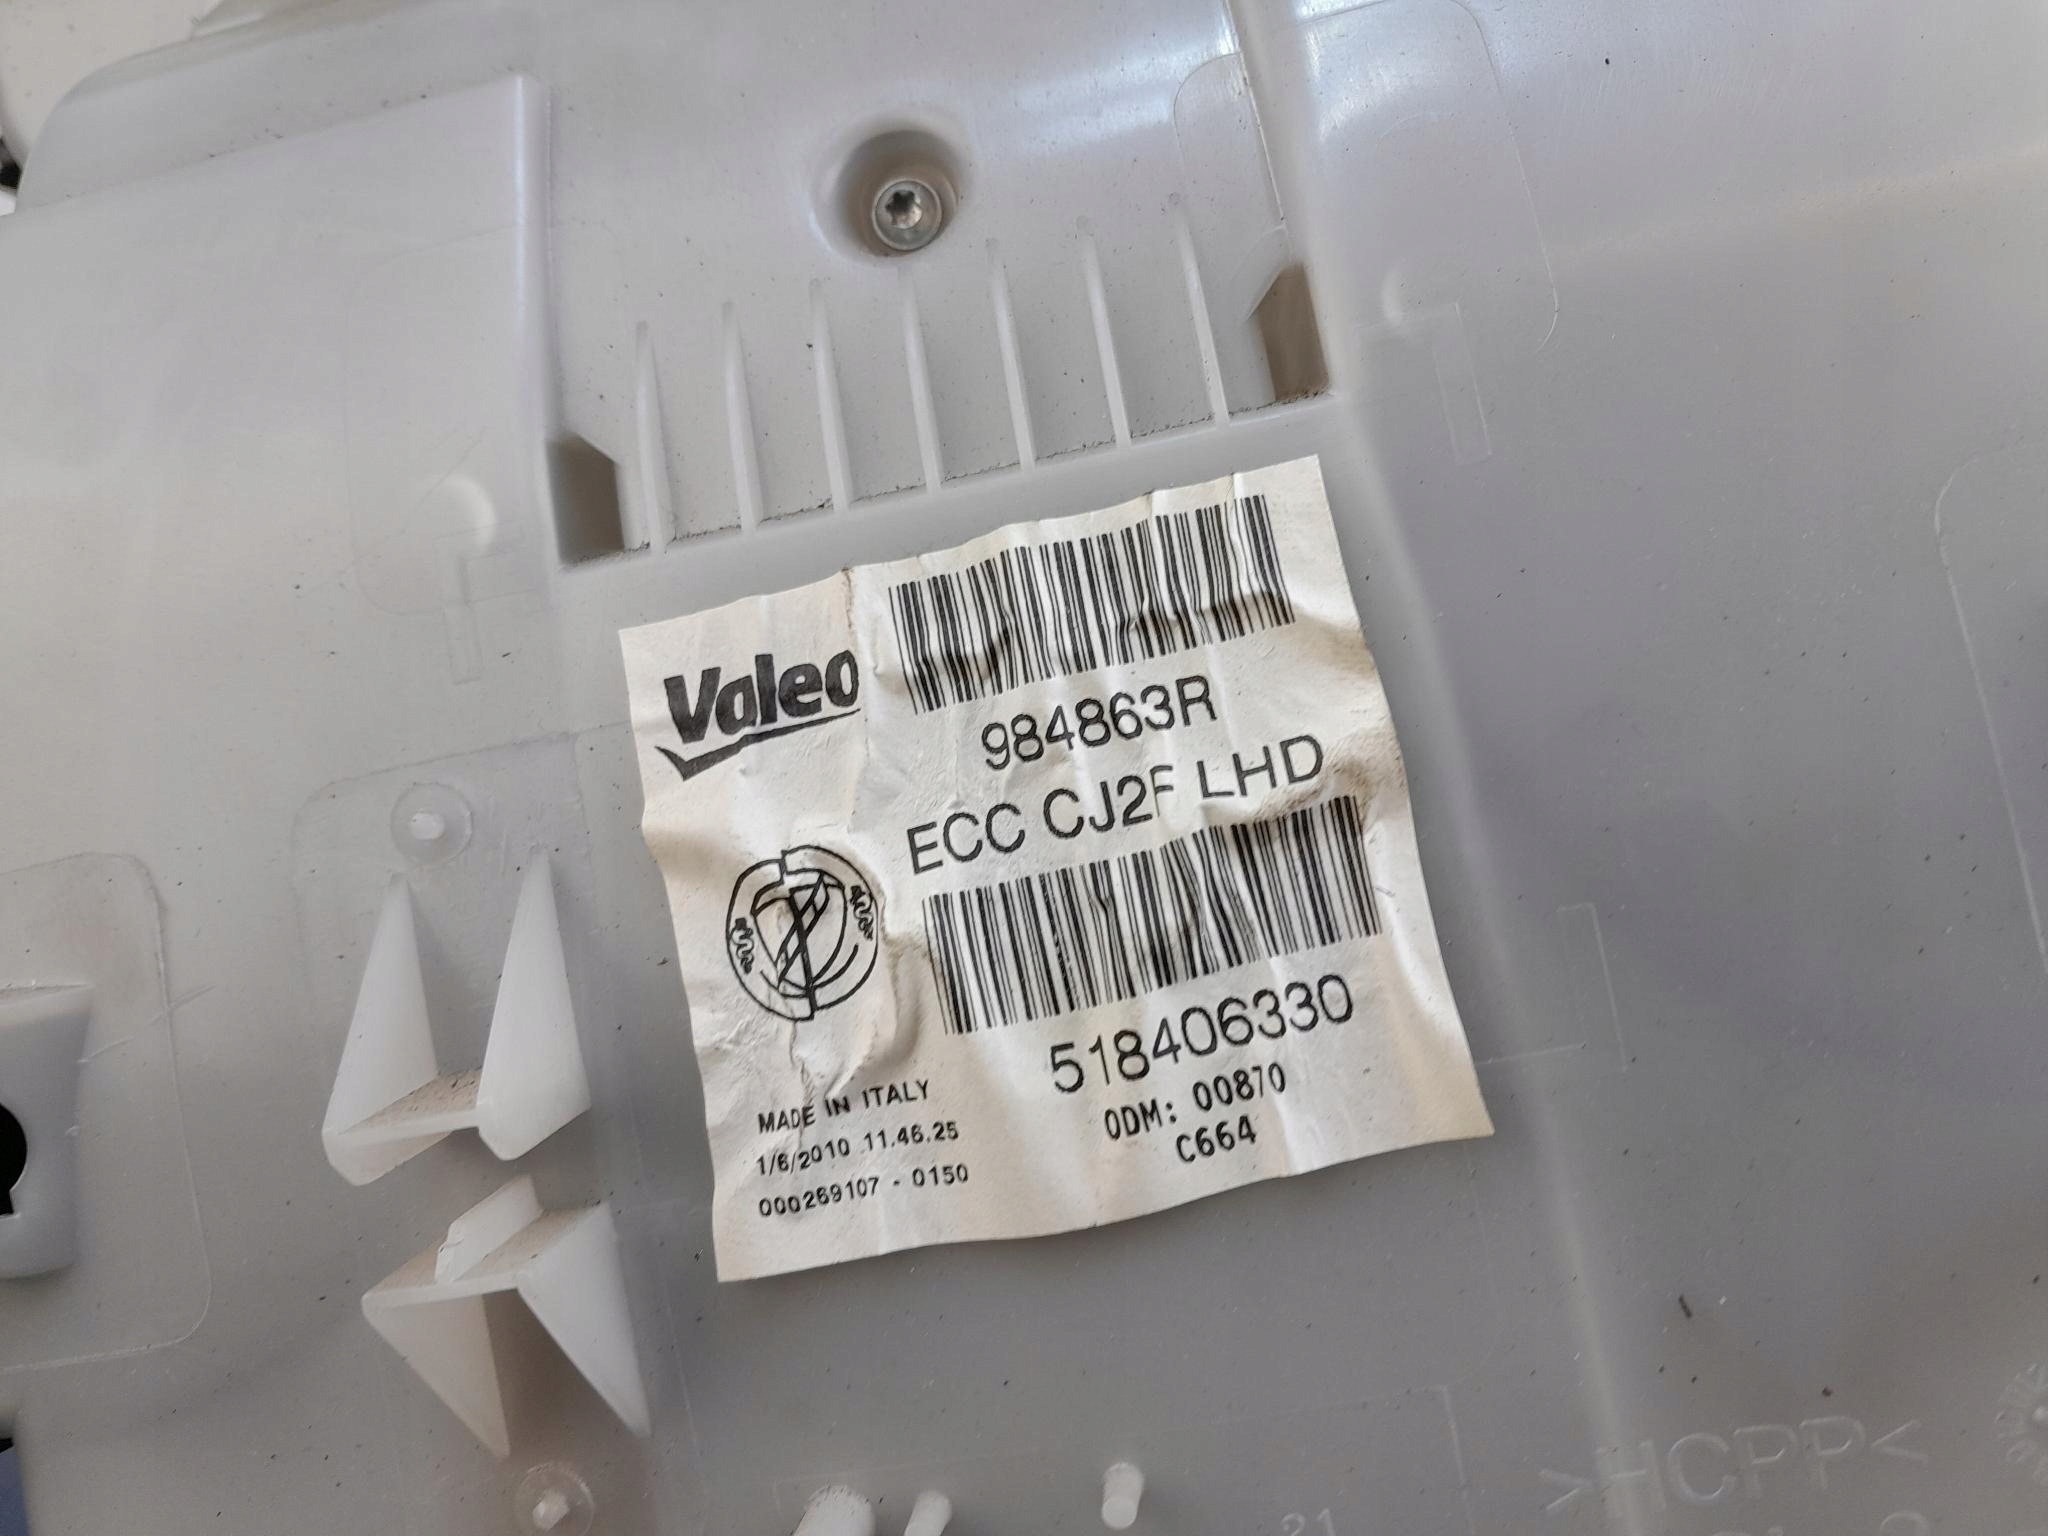 Valeo
984863R
ECC CJ2F LHD
518406330
ODM: 00870
C664
MADE IN ITALY
1/6/2010 11.46.25
000269107 - 0150
>HCPP<
21